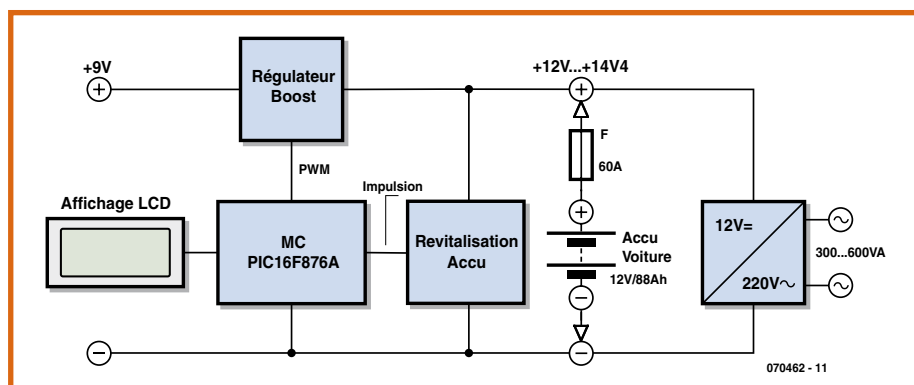 +9V
Régulateur
Boost
+12V...+14V4
F
60A
PWM
Impulsion
Affichage LCD
MC
PIC16F876A
Revitalisation
Accu
Accu
Voiture
12V/88Ah
12V=
220V~
300...600VA
070462 - 11